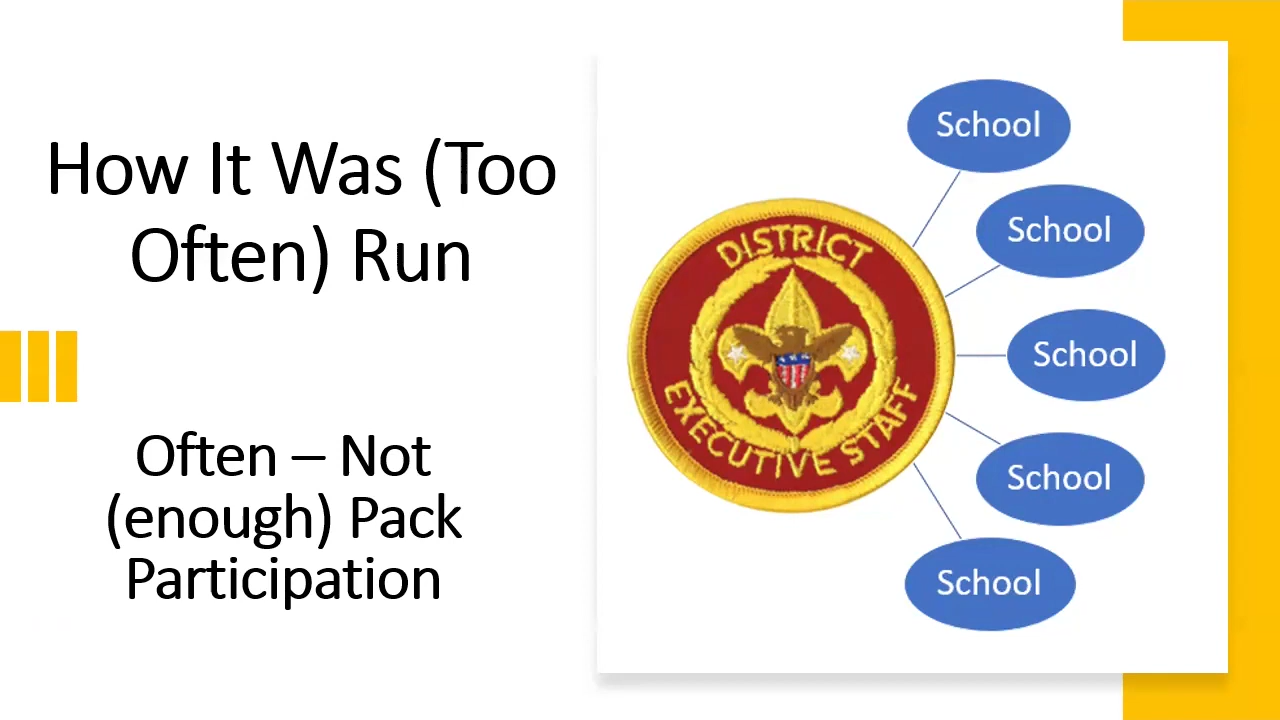 How It Was (Too
Often) Run
Often – Not
(enough) Pack
Participation
DISTRICT
EXECUTIVE STAFF
School
School
School
School
School